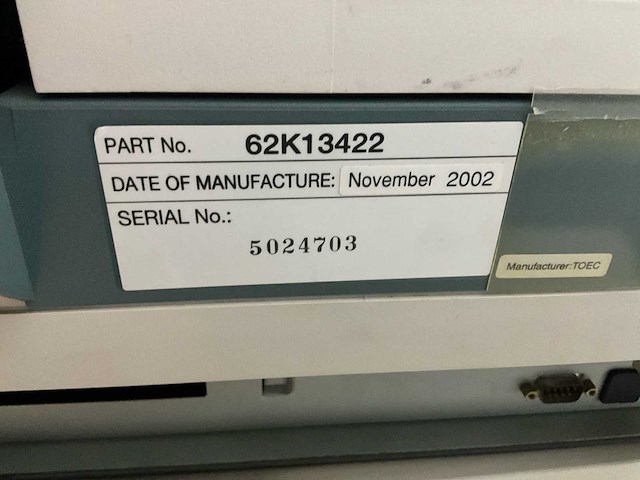 PART No. 62K13422
DATE OF MANUFACTURE: November 2002
SERIAL No.:
5024703
Manufacturer:TOEC